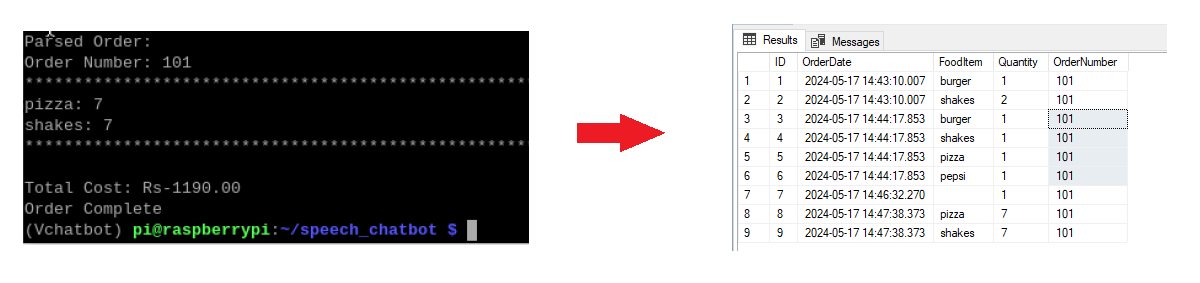 Parsed Order:
Order Number: 101
***************************************************
pizza: 7
shakes: 7
***************************************************
Total Cost: Rs-1190.00
Order Complete
(Vchatbot) pi@raspberrypi:~/speech_chatbot $
Results Messages
ID OrderDate FoodItem Quantity OrderNumber
1 1 2024-05-17 14:43:10.007 burger 1 101
2 2 2024-05-17 14:43:10.007 shakes 2 101
3 3 2024-05-17 14:44:17.853 burger 1 101
4 4 2024-05-17 14:44:17.853 shakes 1 101
5 5 2024-05-17 14:44:17.853 pizza 1 101
6 6 2024-05-17 14:44:17.853 pepsi 1 101
7 7 2024-05-17 14:46:32.270 1 101
8 8 2024-05-17 14:47:38.373 pizza 7 101
9 9 2024-05-17 14:47:38.373 shakes 7 101